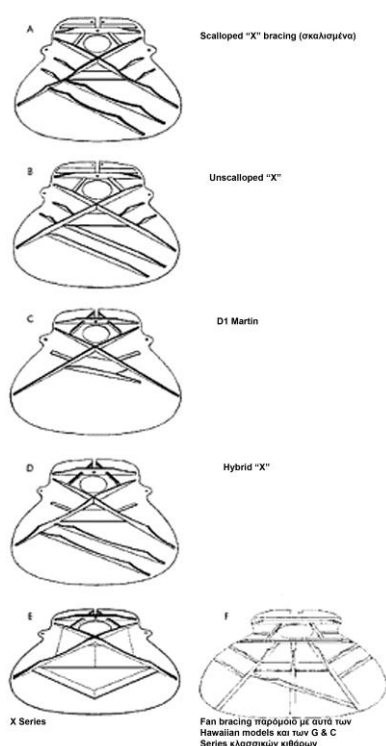 A
Scalloped “X” bracing (σκαλισμένα)
B
Unscalloped “X”
C
D1 Martin
D
Hybrid “X”
E
X Series
F
Fan bracing παρόμοιο με αυτά των
Hawaiian models και των G & C
Series κλασσικών κιθάρων